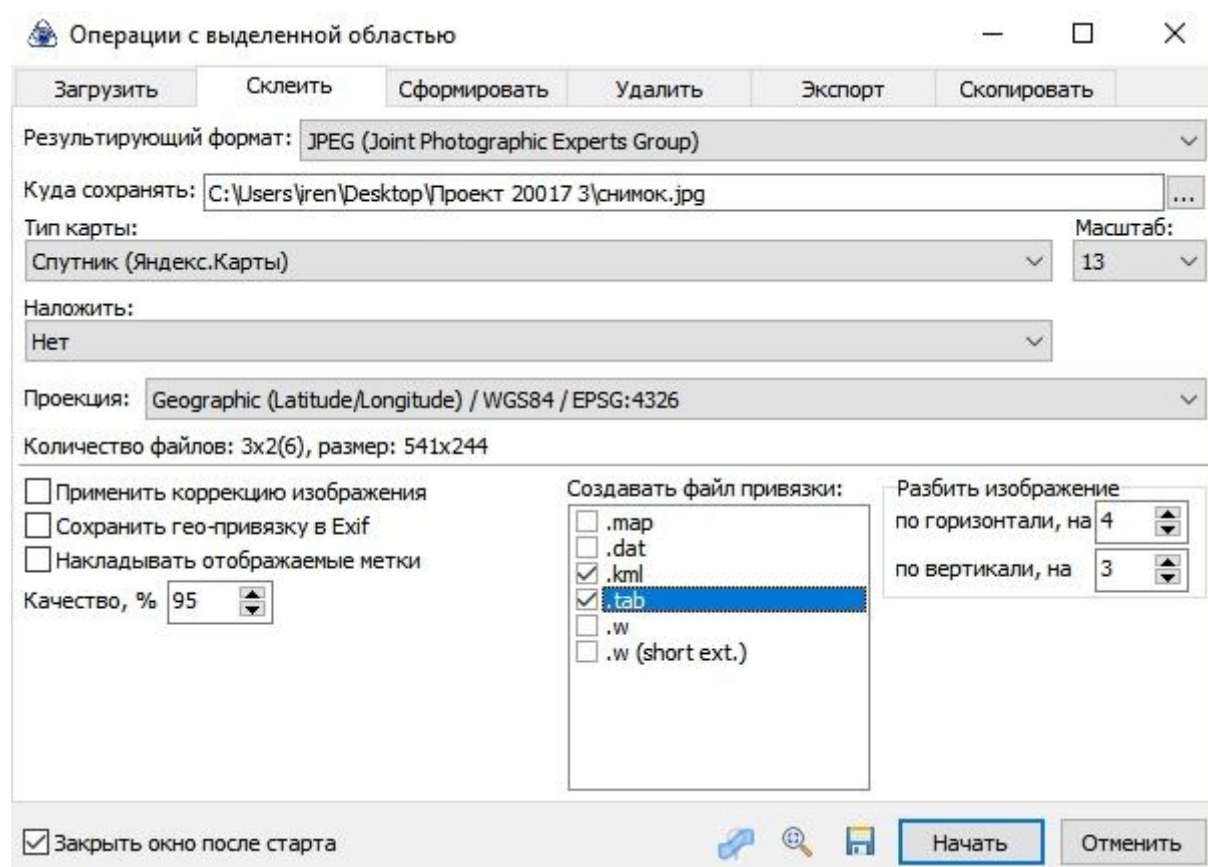 Операции с выделенной областью
Загрузить Склеить Сформировать Удалить Экспорт Скопировать
Результирующий формат: JPEG (Joint Photographic Experts Group)
Куда сохранять: C:\Users\iren\Desktop\Проект 20017 3\снимок.jpg ...
Тип карты: Масштаб:
Спутник (Яндекс.Карты) 13
Наложить:
Нет
Проекция: Geographic (Latitude/Longitude) / WGS84 / EPSG:4326
Количество файлов: 3x2(6), размер: 541x244
Применить коррекцию изображения
Сохранить гео-привязку в Exif
Накладывать отображаемые метки
Качество, % 95
Создавать файл привязки:
.map
.dat
.kml
.tab
.w
.w (short ext.)
Разбить изображение
по горизонтали, на 4
по вертикали, на 3
Закрыть окно после старта Начать Отменить